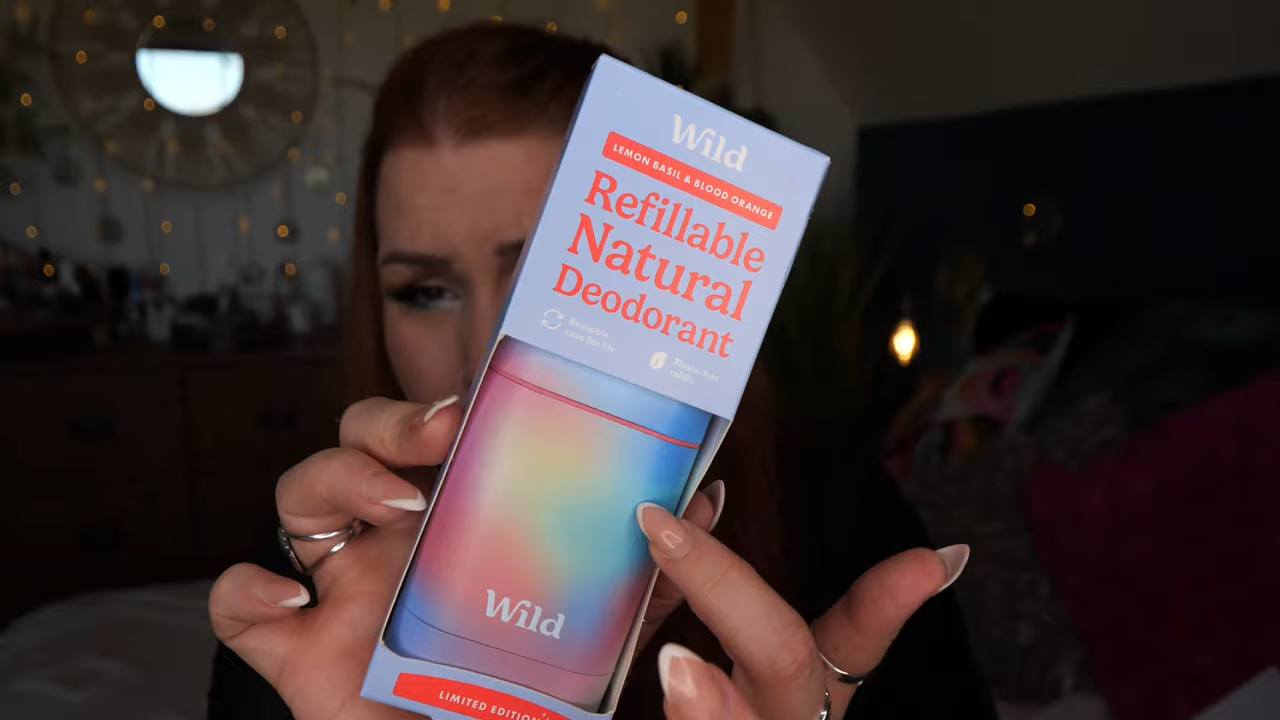 Wild
LEMON BASIL & BLOOD ORANGE
Refillable
Natural
Deodorant
Reusable
case for life
Plastic-free
refills
Wild
LIMITED EDITION